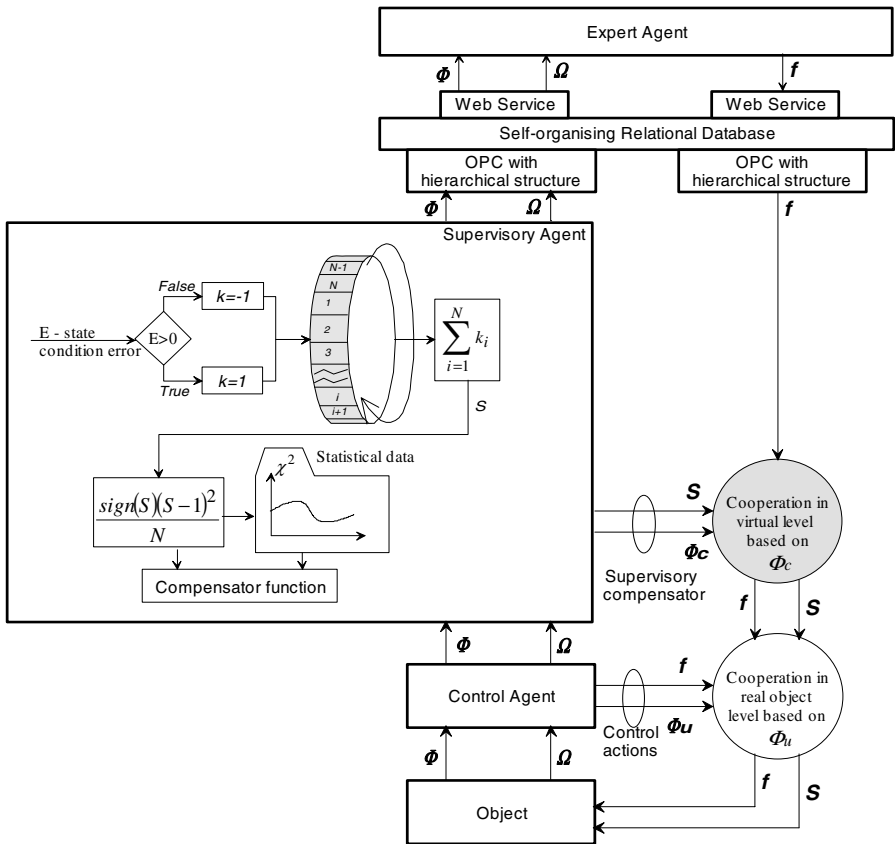 Expert Agent
Φ
Ω
f
Web Service
Web Service
Self-organising Relational Database
OPC with
hierarchical structure
OPC with
hierarchical structure
Φ
Ω
f
Supervisory Agent
False
k=-1
E - state
condition error
E>0
True
k=1
N-1
N
1
2
3
i
i+1
N
∑ k_i
i=1
S
sign(S)(S-1)²
N
χ²
Statistical data
Compensator function
S
Φc
Supervisory
compensator
Cooperation in
virtual level
based on
Φ_c
f
S
Φ
Ω
Control Agent
f
Φu
Control
actions
Cooperation in
real object
level based on
Φ_u
Φ
Ω
f
S
Object